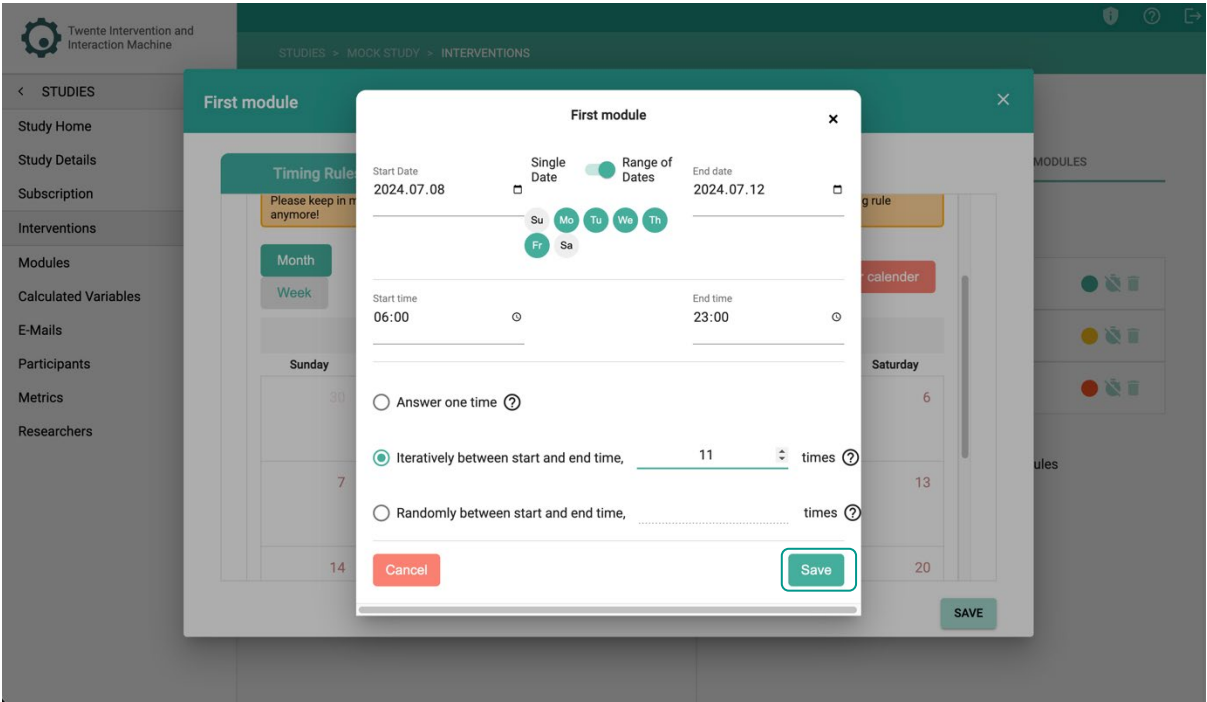 Twente Intervention and
Interaction Machine
STUDIES > MOCK STUDY > INTERVENTIONS
< STUDIES
Study Home
Study Details
Subscription
Interventions
Modules
Calculated Variables
E-Mails
Participants
Metrics
Researchers
First module
Timing Rule
Please keep in m
anymore!
g rule
Month
Week
r calender
Sunday
Saturday
30
6
7
13
14
20
SAVE
MODULES
ules
First module
Start Date
2024.07.08
Single
Date
Range of
Dates
End date
2024.07.12
Su Mo Tu We Th
Fr Sa
Start time
06:00
End time
23:00
Answer one time
Iteratively between start and end time, 11 times
Randomly between start and end time, times
Cancel
Save